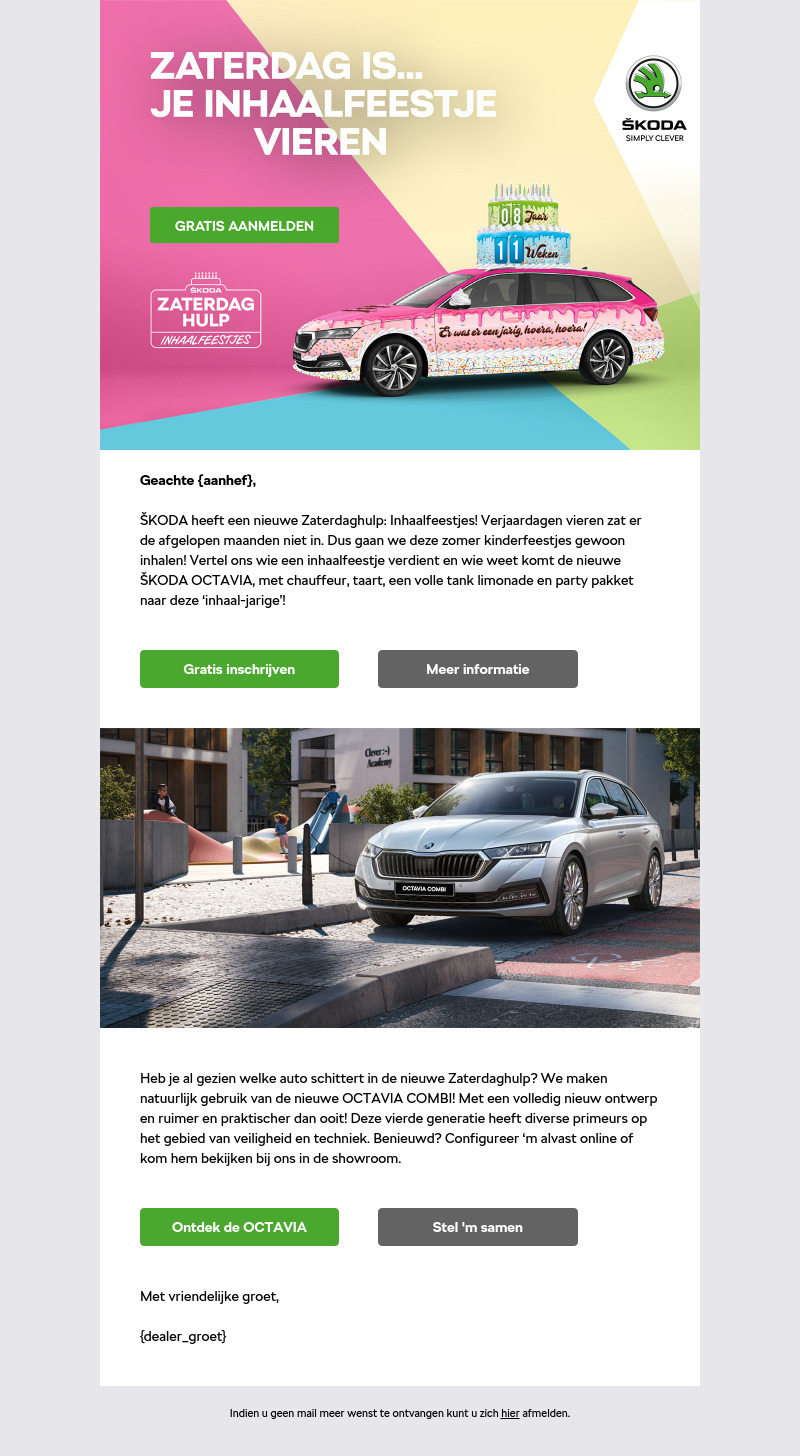 ZATERDAG IS...
JE INHAALFEESTJE
VIEREN
ŠKODA
SIMPLY CLEVER
GRATIS AANMELDEN
08 Jaar
11 Weken
ŠKODA
ZATERDAG
HULP
INHAALFEESTJES
Er was er een jarig, hoera, hoera!
Geachte {aanhef},
ŠKODA heeft een nieuwe Zaterdaghulp: Inhaalfeestjes! Verjaardagen vieren zat er
de afgelopen maanden niet in. Dus gaan we deze zomer kinderfeestjes gewoon
inhalen! Vertel ons wie een inhaalfeestje verdient en wie weet komt de nieuwe
ŠKODA OCTAVIA, met chauffeur, taart, een volle tank limonade en party pakket
naar deze ‘inhaal-jarige’!
Gratis inschrijven
Meer informatie
Clever :-)
Academy
OCTAVIA COMBI
Heb je al gezien welke auto schittert in de nieuwe Zaterdaghulp? We maken
natuurlijk gebruik van de nieuwe OCTAVIA COMBI! Met een volledig nieuw ontwerp
en ruimer en praktischer dan ooit! Deze vierde generatie heeft diverse primeurs op
het gebied van veiligheid en techniek. Benieuwd? Configureer ‘m alvast online of
kom hem bekijken bij ons in de showroom.
Ontdek de OCTAVIA
Stel 'm samen
Met vriendelijke groet,
{dealer_groet}
Indien u geen mail meer wenst te ontvangen kunt u zich hier afmelden.